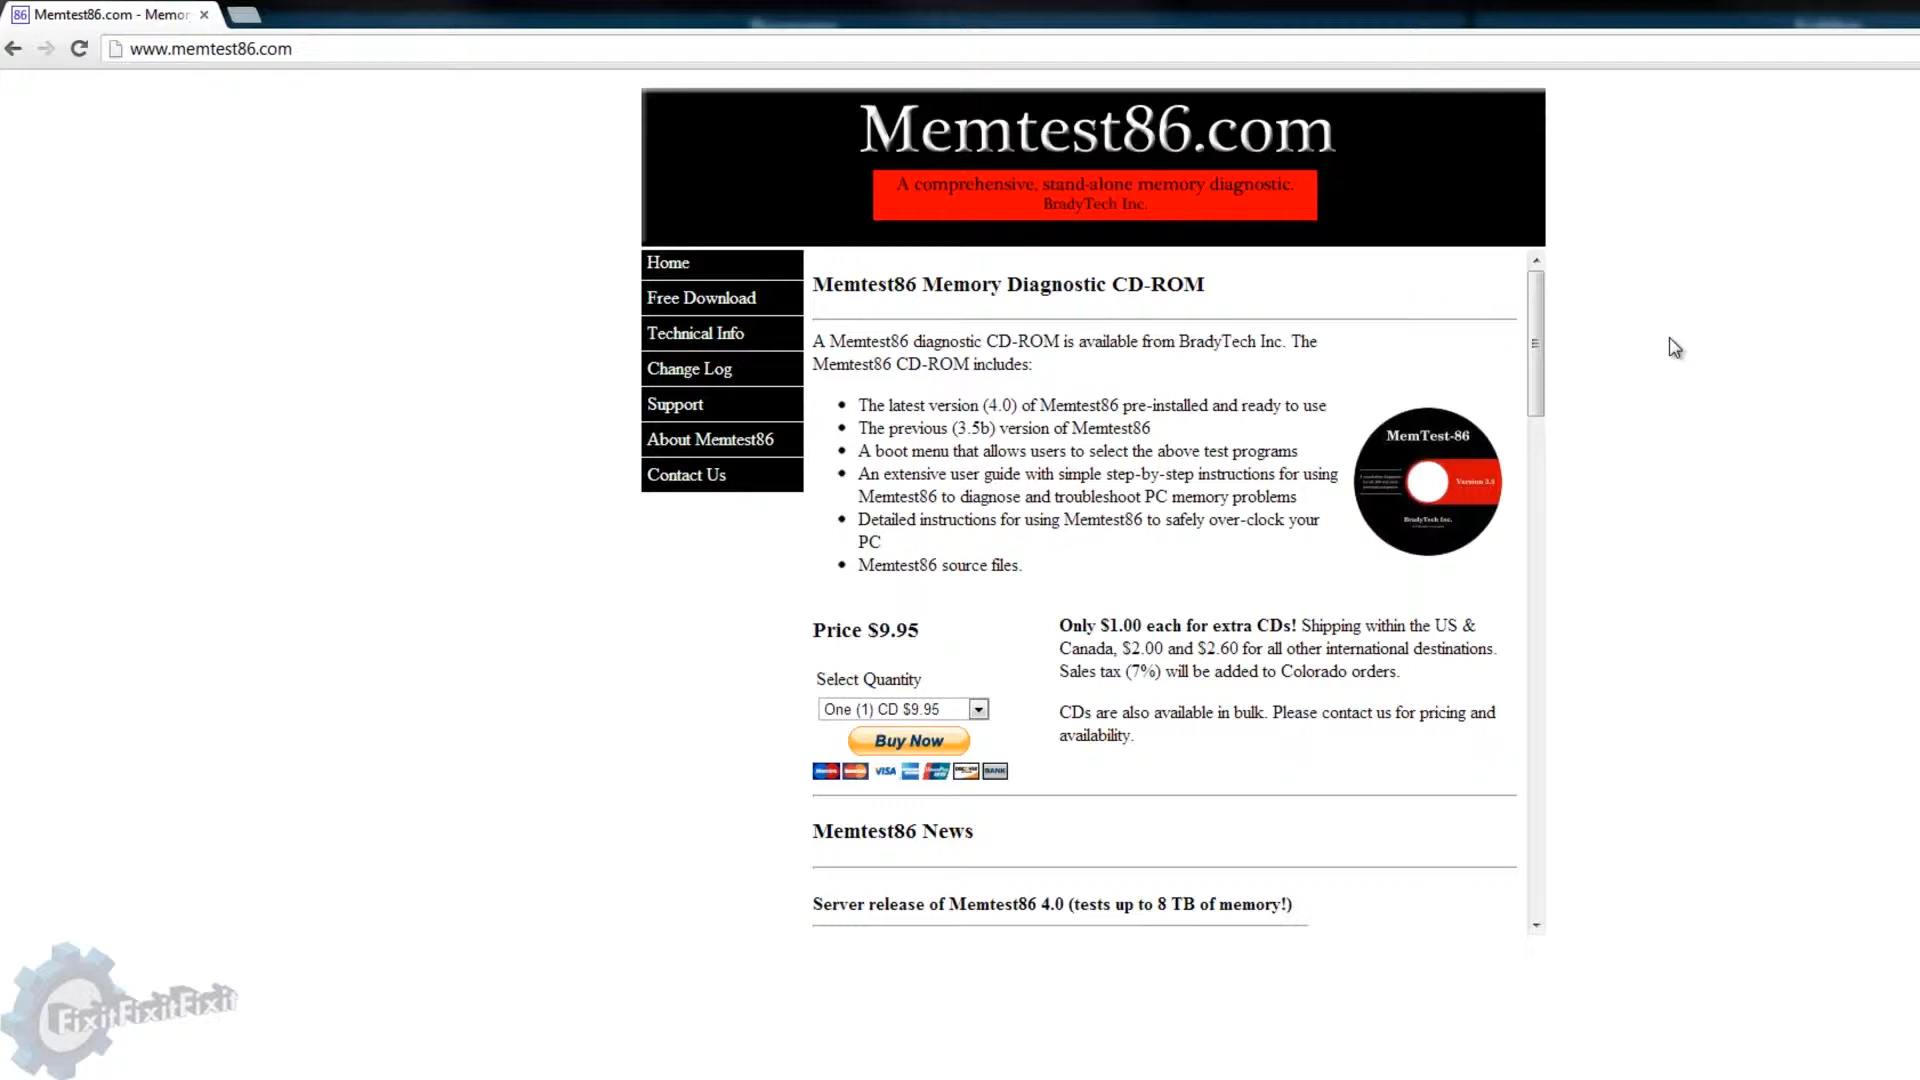 Memtest86.com - Memor
www.memtest86.com
Memtest86.com
A comprehensive, stand-alone memory diagnostic.
BradyTech Inc.
Home
Free Download
Technical Info
Change Log
Support
About Memtest86
Contact Us
Memtest86 Memory Diagnostic CD-ROM
A Memtest86 diagnostic CD-ROM is available from BradyTech Inc. The
Memtest86 CD-ROM includes:
The latest version (4.0) of Memtest86 pre-installed and ready to use
The previous (3.5b) version of Memtest86
A boot menu that allows users to select the above test programs
An extensive user guide with simple step-by-step instructions for using
Memtest86 to diagnose and troubleshoot PC memory problems
Detailed instructions for using Memtest86 to safely over-clock your
PC
Memtest86 source files.
MemTest-86
BradyTech Inc.
Price $9.95
Select Quantity
One (1) CD $9.95
Buy Now
VISA
BANK
Only $1.00 each for extra CDs! Shipping within the US &
Canada, $2.00 and $2.60 for all other international destinations.
Sales tax (7%) will be added to Colorado orders.
CDs are also available in bulk. Please contact us for pricing and
availability.
Memtest86 News
Server release of Memtest86 4.0 (tests up to 8 TB of memory!)
FixitFixitFixit